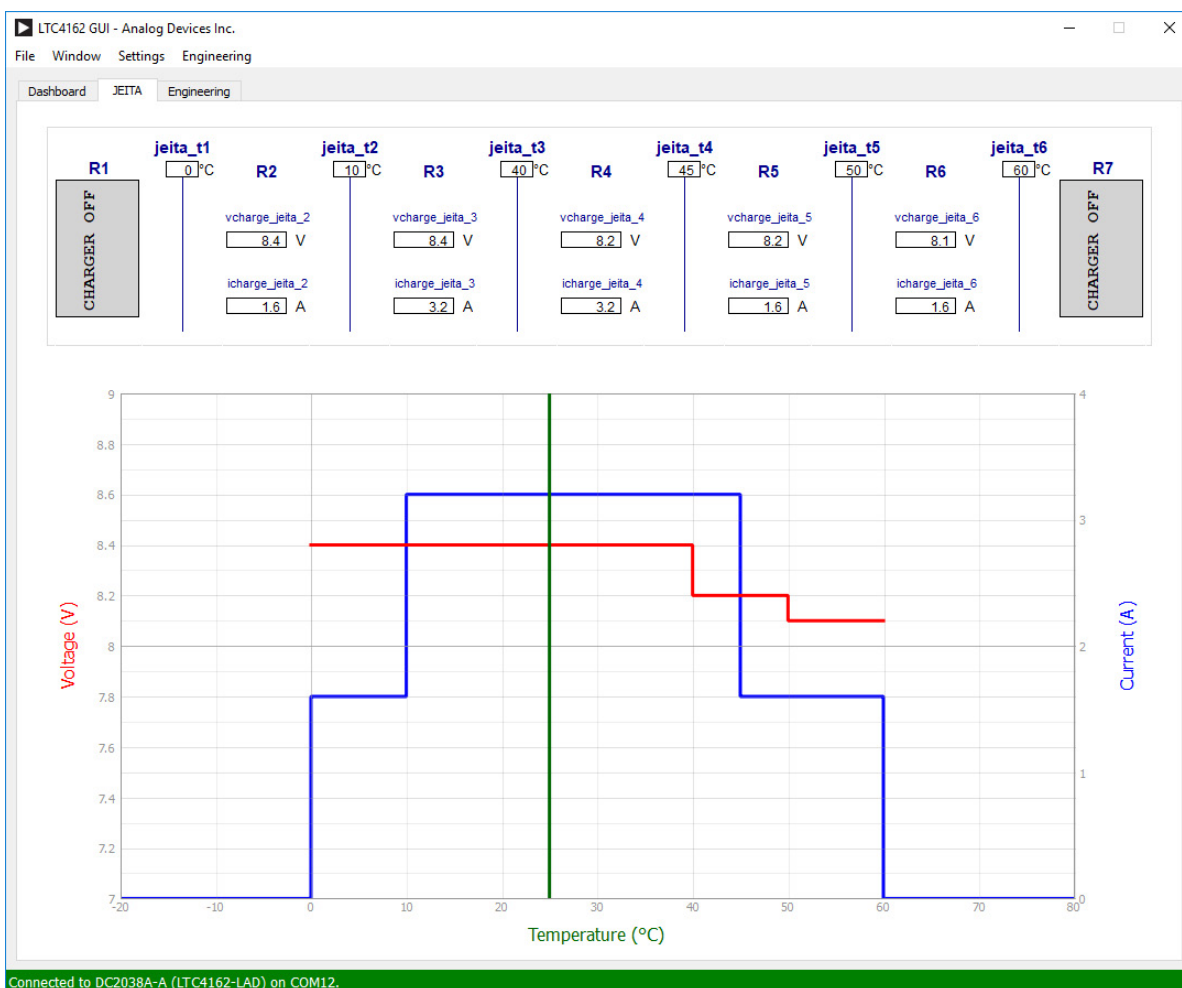 LTC4162 GUI - Analog Devices Inc.
File Window Settings Engineering
Dashboard JEITA Engineering
jeita_t1 jeita_t2 jeita_t3 jeita_t4 jeita_t5 jeita_t6
R1 0 °C R2 10 °C R3 40 °C R4 45 °C R5 50 °C R6 60 °C R7
CHARGER OFF
vcharge_jeita_2 vcharge_jeita_3 vcharge_jeita_4 vcharge_jeita_5 vcharge_jeita_6
8.4 V 8.4 V 8.2 V 8.2 V 8.1 V
icharge_jeita_2 icharge_jeita_3 icharge_jeita_4 icharge_jeita_5 icharge_jeita_6
1.6 A 3.2 A 3.2 A 1.6 A 1.6 A
CHARGER OFF
9 4
8.8
8.6
3
8.4
8.2
Voltage (V)
8 2
Current (A)
7.8
7.6
1
7.4
7.2
7 0
-20 -10 0 10 20 30 40 50 60 70 80
Temperature (°C)
Connected to DC2038A-A (LTC4162-LAD) on COM12.